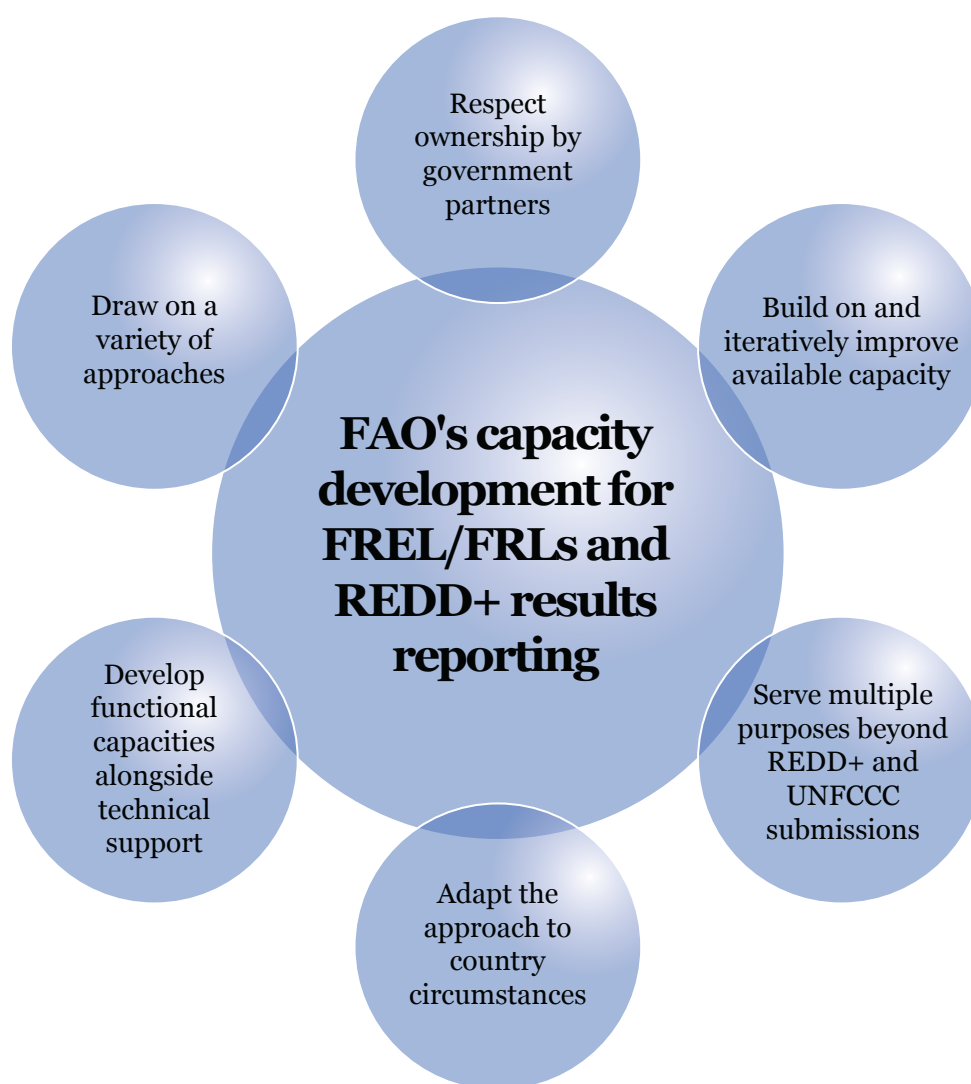 Respect
ownership by
government
partners
Draw on a
variety of
approaches
Build on and
iteratively improve
available capacity
FAO's capacity
development for
FREL/FRLs and
REDD+ results
reporting
Develop
functional
capacities
alongside
technical
support
Serve multiple
purposes beyond
REDD+ and
UNFCCC
submissions
Adapt the
approach to
country
circumstances